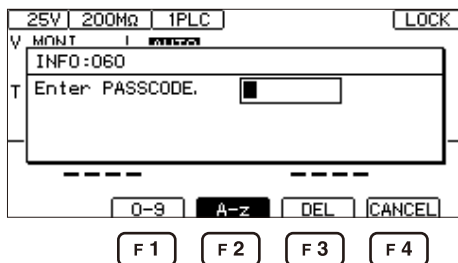 25V 200MΩ 1PLC LOCK
V MONI AUTO
INFO:060
T Enter PASSCODE.
---- ----
0-9 A-z DEL CANCEL
F1 F2 F3 F4